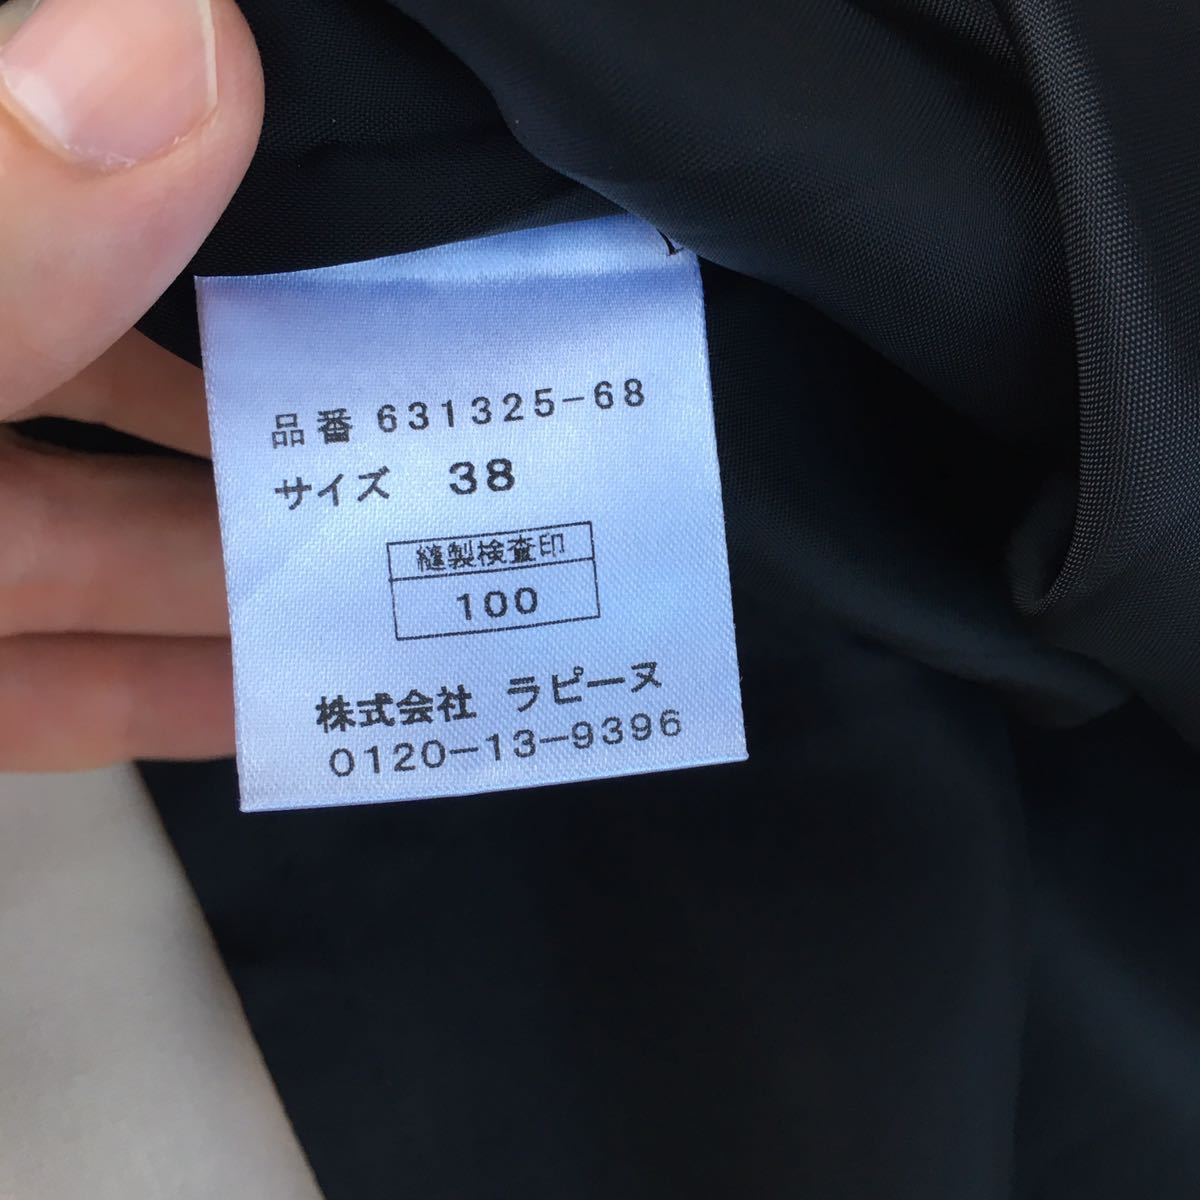 品番 631325-68
サイズ 38
縫製検査印
100
株式会社 ラピーヌ
0120-13-9396